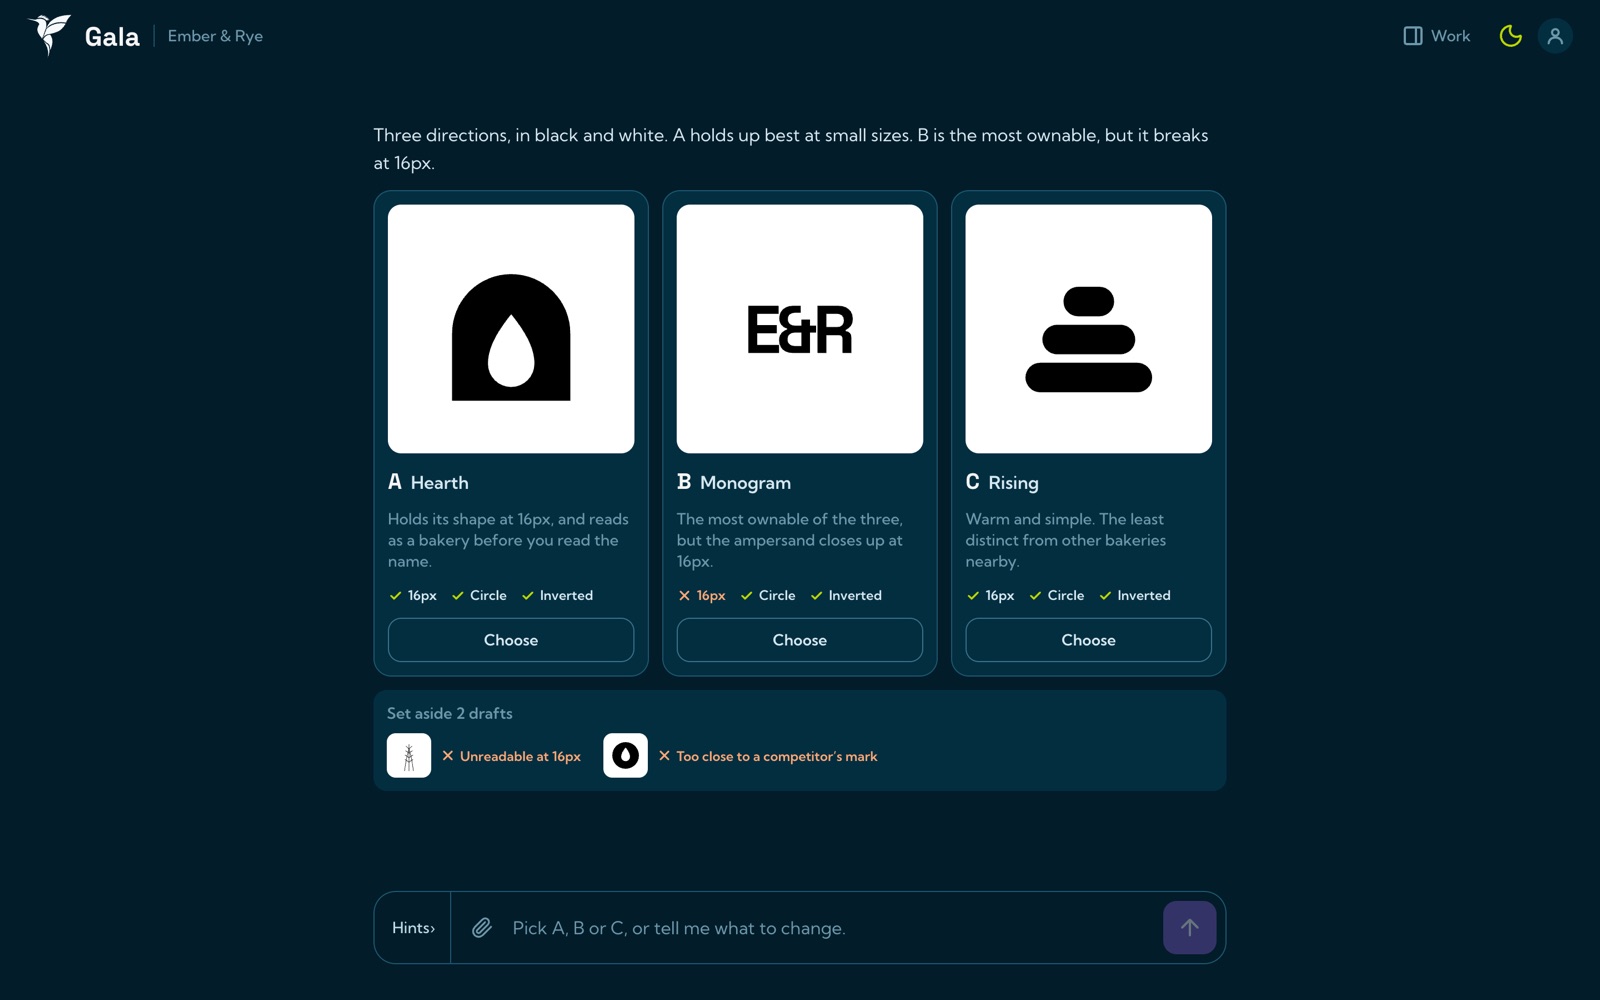 Gala
Ember & Rye
Work
Three directions, in black and white. A holds up best at small sizes. B is the most ownable, but it breaks
at 16px.
E&R
A Hearth
Holds its shape at 16px, and reads
as a bakery before you read the
name.
16px Circle Inverted
Choose
B Monogram
The most ownable of the three,
but the ampersand closes up at
16px.
16px Circle Inverted
Choose
C Rising
Warm and simple. The least
distinct from other bakeries
nearby.
16px Circle Inverted
Choose
Set aside 2 drafts
Unreadable at 16px
Too close to a competitor’s mark
Hints›
Pick A, B or C, or tell me what to change.